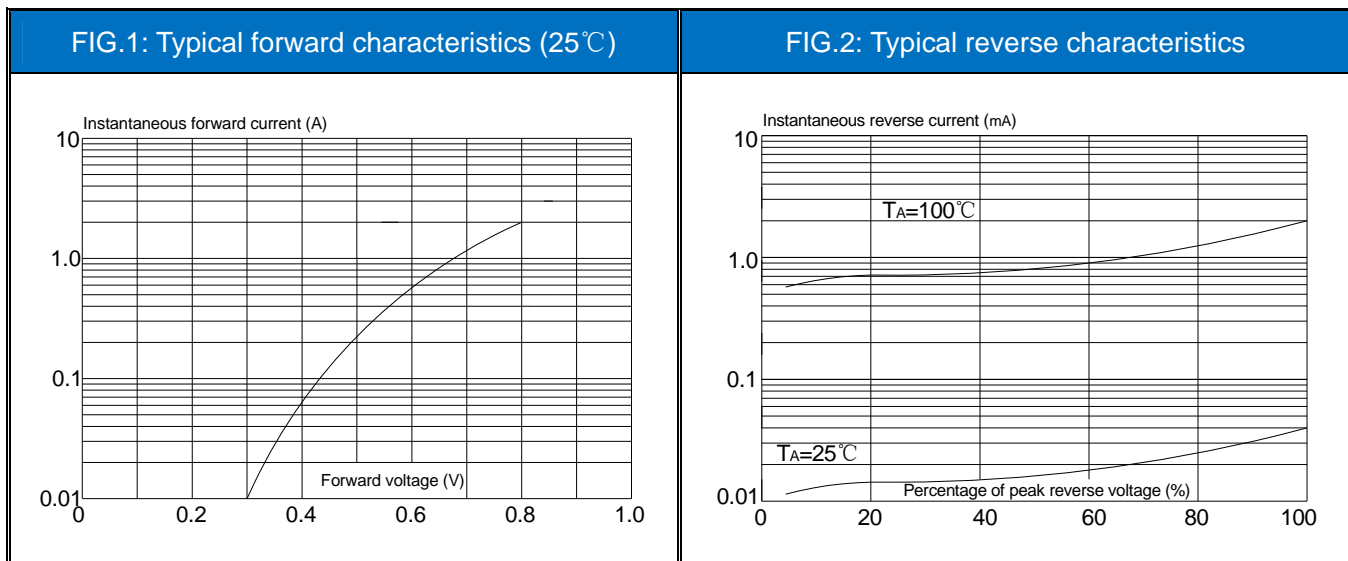 FIG.1: Typical forward characteristics (25℃)
Instantaneous forward current (A)
10
1.0
0.1
0.01
Forward voltage (V)
0 0.2 0.4 0.6 0.8 1.0
FIG.2: Typical reverse characteristics
Instantaneous reverse current (mA)
10
TA=100℃
1.0
0.1
TA=25℃
0.01
Percentage of peak reverse voltage (%)
0 20 40 60 80 100